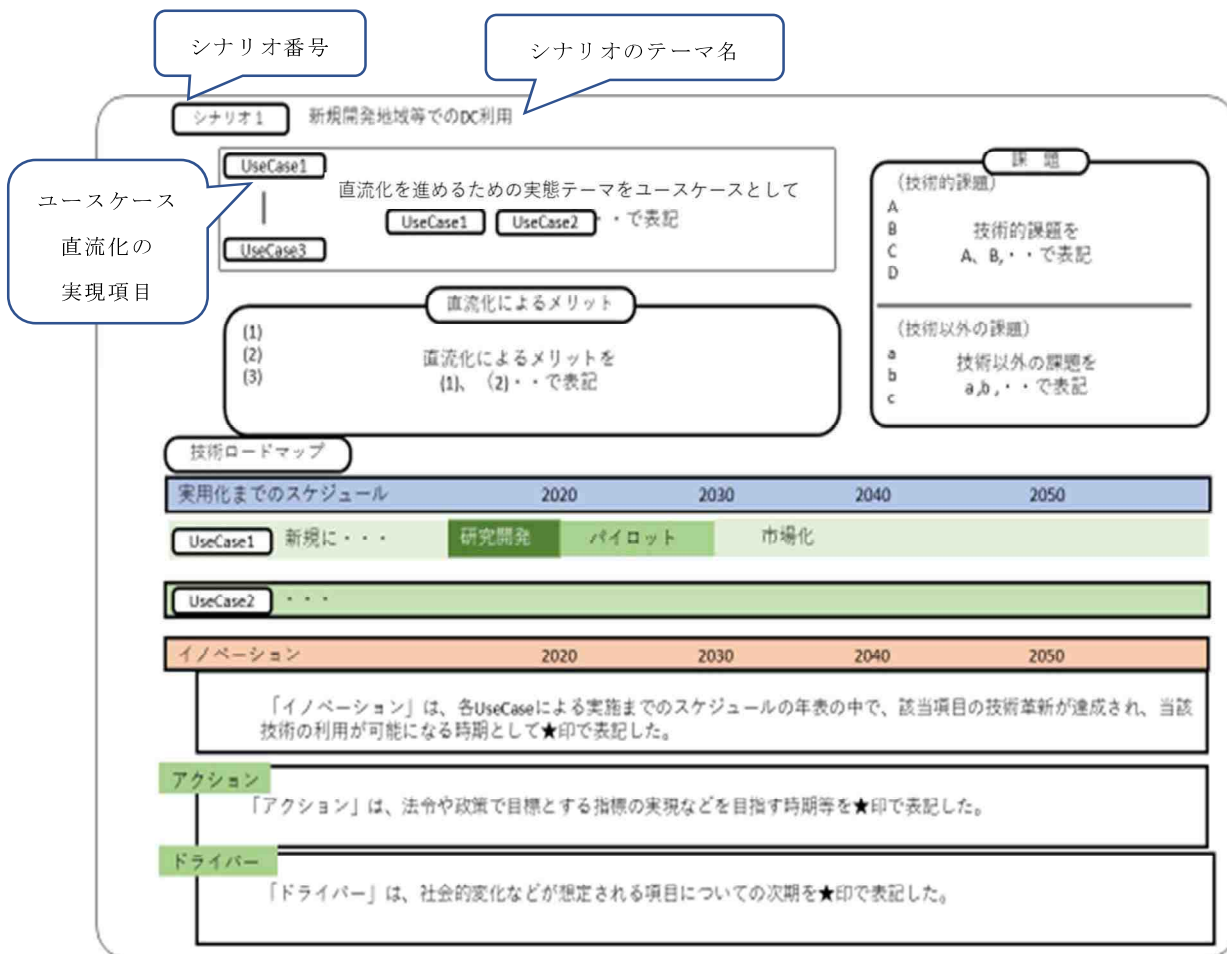 シナリオ番号
シナリオのテーマ名
シナリオ1
新規開発地域等でのDC利用
ユースケース
直流化の
実現項目
UseCase1
UseCase3
直流化を進めるための実態テーマをユースケースとして
UseCase1 UseCase2 ・・で表記
課 題
(技術的課題)
A
B
C
D
技術的課題を
A、B,・・で表記
(技術以外の課題)
a
b
c
技術以外の課題を
a,b,・・で表記
直流化によるメリット
(1)
(2)
(3)
直流化によるメリットを
(1)、(2)・・で表記
技術ロードマップ
実用化までのスケジュール 2020 2030 2040 2050
UseCase1 新規に・・・ 研究開発 パイロット 市場化
UseCase2 ・・・
イノベーション 2020 2030 2040 2050
「イノベーション」は、各UseCaseによる実施までのスケジュールの年表の中で、該当項目の技術革新が達成され、当該
技術の利用が可能になる時期として★印で表記した。
アクション
「アクション」は、法令や政策で目標とする指標の実現などを目指す時期等を★印で表記した。
ドライバー
「ドライバー」は、社会的変化などが想定される項目についての次期を★印で表記した。